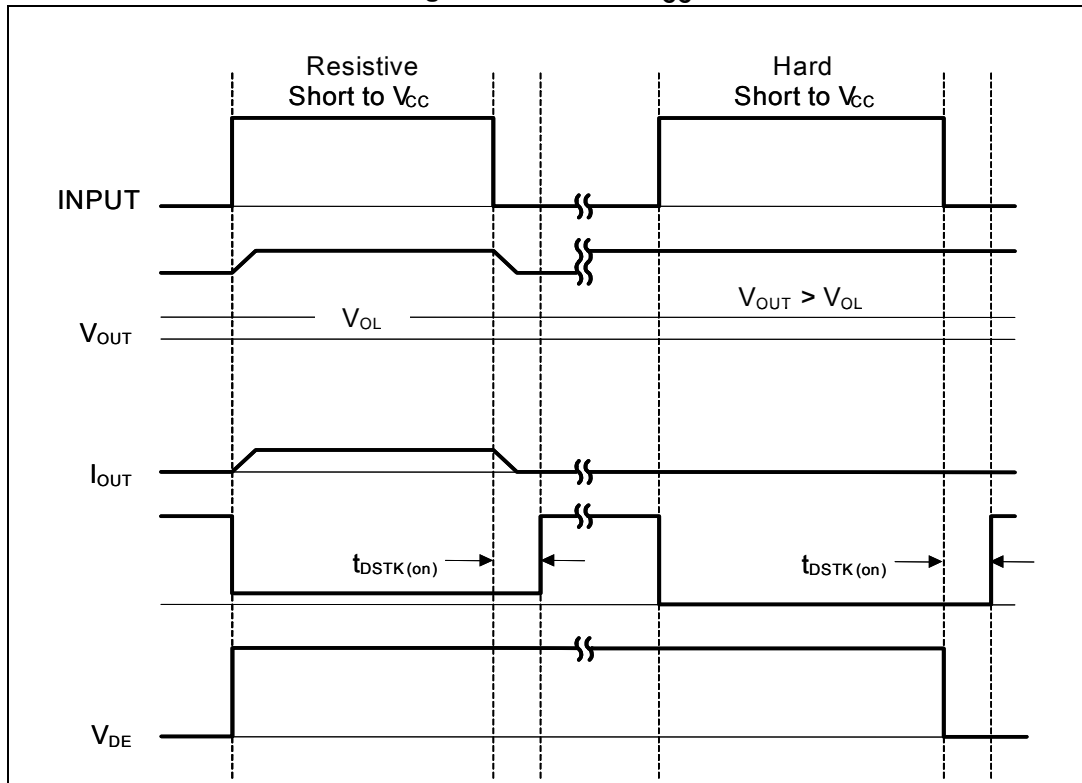 Resistive
Short to VCC
Hard
Short to VCC
INPUT
VOUT > VOL
VOL
VOUT
IOUT
tDSTK(on)
tDSTK(on)
VDE